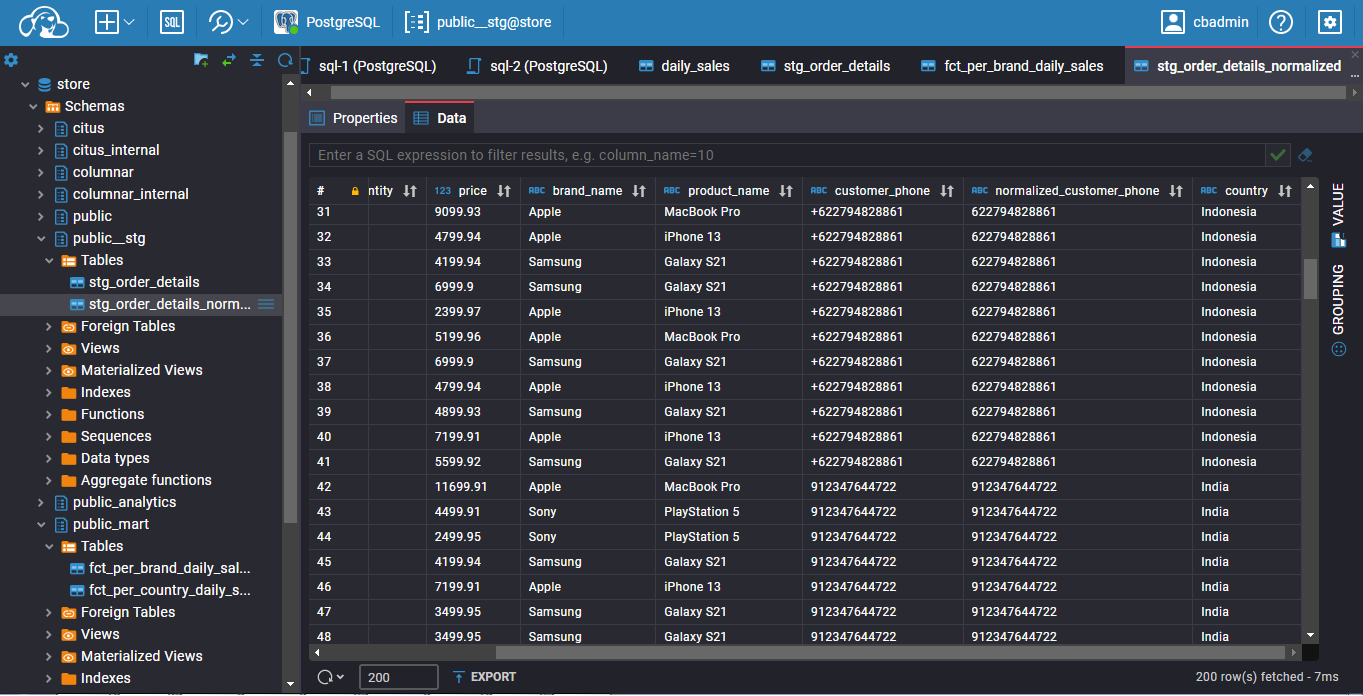 SQL PostgreSQL public__stg@store cbadmin
sql-1 (PostgreSQL) sql-2 (PostgreSQL) daily_sales stg_order_details fct_per_brand_daily_sales stg_order_details_normalized
store
Schemas
citus
citus_internal
columnar
columnar_internal
public
public__stg
Tables
stg_order_details
stg_order_details_norm...
Foreign Tables
Views
Materialized Views
Indexes
Functions
Sequences
Data types
Aggregate functions
public_analytics
public_mart
Tables
fct_per_brand_daily_sal...
fct_per_country_daily_s...
Foreign Tables
Views
Materialized Views
Indexes
Properties Data
Enter a SQL expression to filter results, e.g. column_name=10
# ntity 123 price ABC brand_name ABC product_name ABC customer_phone ABC normalized_customer_phone ABC country
31 9099.93 Apple MacBook Pro +622794828861 622794828861 Indonesia
32 4799.94 Apple iPhone 13 +622794828861 622794828861 Indonesia
33 4199.94 Samsung Galaxy S21 +622794828861 622794828861 Indonesia
34 6999.9 Samsung Galaxy S21 +622794828861 622794828861 Indonesia
35 2399.97 Apple iPhone 13 +622794828861 622794828861 Indonesia
36 5199.96 Apple MacBook Pro +622794828861 622794828861 Indonesia
37 6999.9 Samsung Galaxy S21 +622794828861 622794828861 Indonesia
38 4799.94 Apple iPhone 13 +622794828861 622794828861 Indonesia
39 4899.93 Samsung Galaxy S21 +622794828861 622794828861 Indonesia
40 7199.91 Apple iPhone 13 +622794828861 622794828861 Indonesia
41 5599.92 Samsung Galaxy S21 +622794828861 622794828861 Indonesia
42 11699.91 Apple MacBook Pro 912347644722 912347644722 India
43 4499.91 Sony PlayStation 5 912347644722 912347644722 India
44 2499.95 Sony PlayStation 5 912347644722 912347644722 India
45 4199.94 Samsung Galaxy S21 912347644722 912347644722 India
46 7199.91 Apple iPhone 13 912347644722 912347644722 India
47 3499.95 Samsung Galaxy S21 912347644722 912347644722 India
48 3499.95 Samsung Galaxy S21 912347644722 912347644722 India
VALUE
GROUPING
200 EXPORT 200 row(s) fetched - 7ms